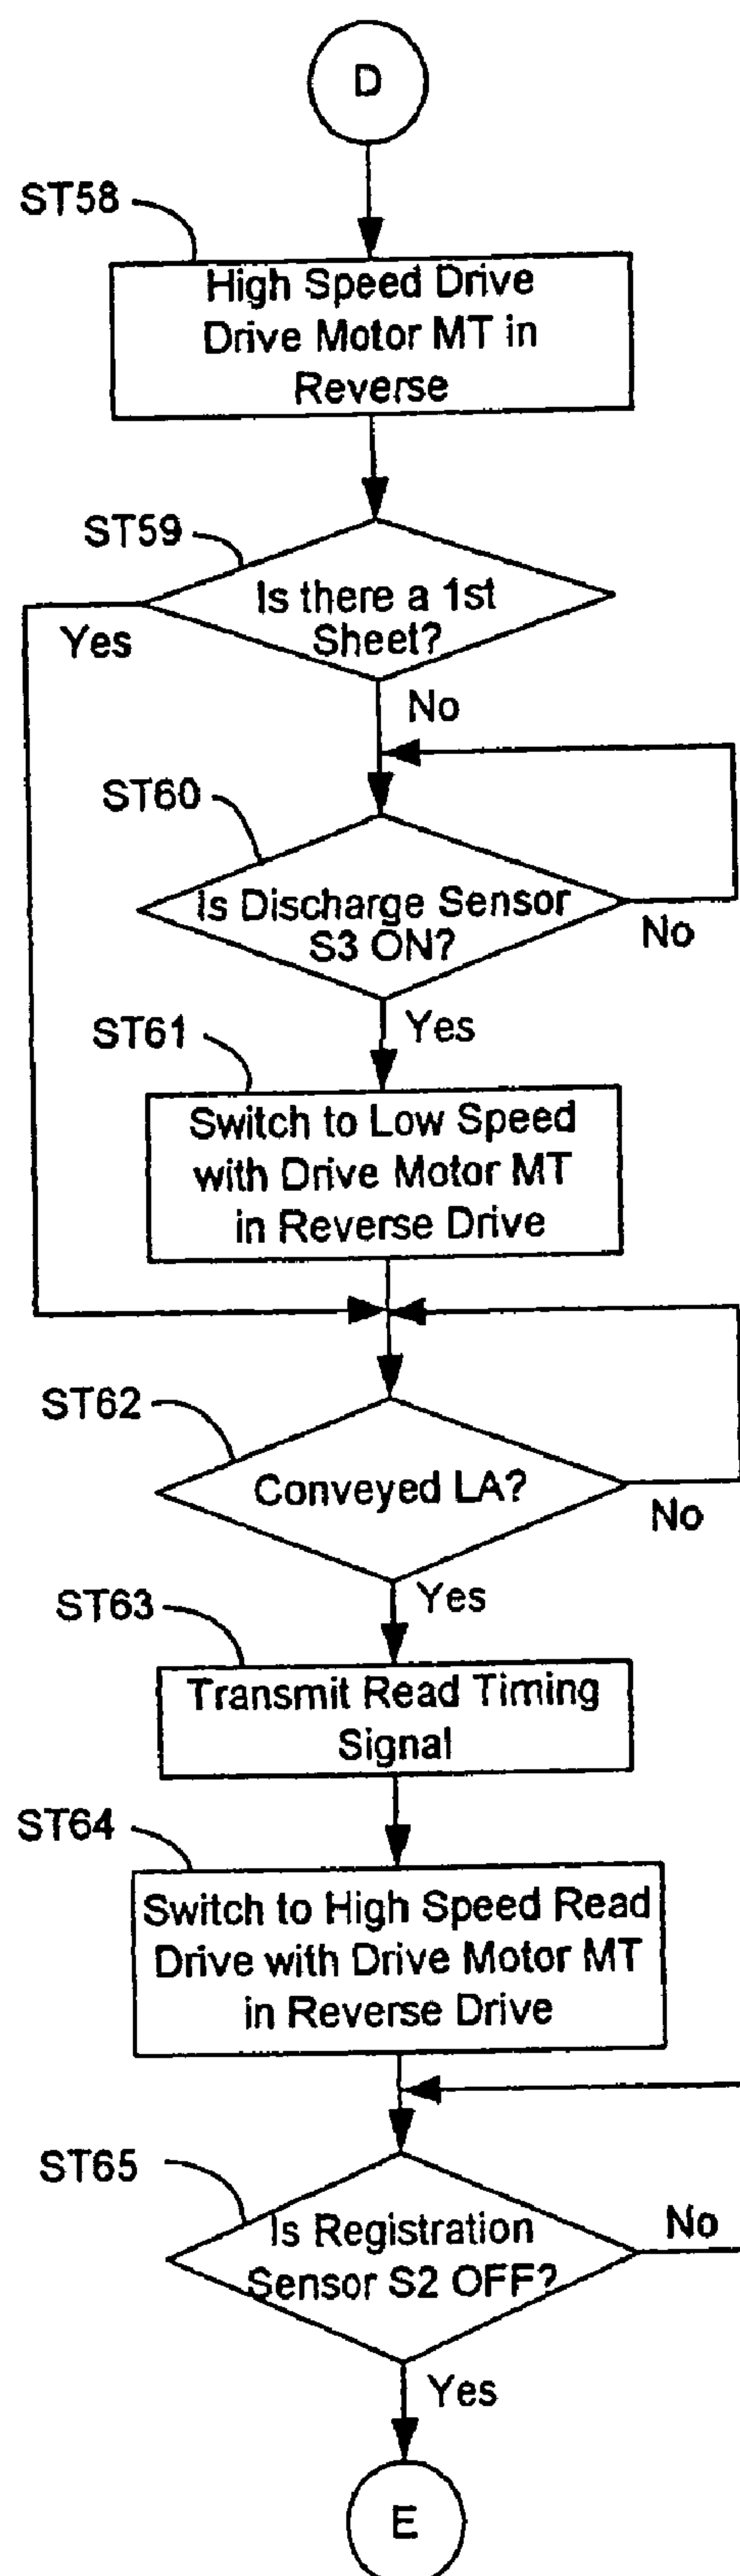 D
ST58
High Speed Drive
Drive Motor MT in
Reverse
ST59
Is there a 1st
Sheet?
Yes
No
ST60
Is Discharge Sensor
S3 ON?
No
Yes
ST61
Switch to Low Speed
with Drive Motor MT
in Reverse Drive
ST62
Conveyed LA?
No
Yes
ST63
Transmit Read Timing
Signal
ST64
Switch to High Speed Read
Drive with Drive Motor MT
in Reverse Drive
ST65
Is Registration
Sensor S2 OFF?
No
Yes
E